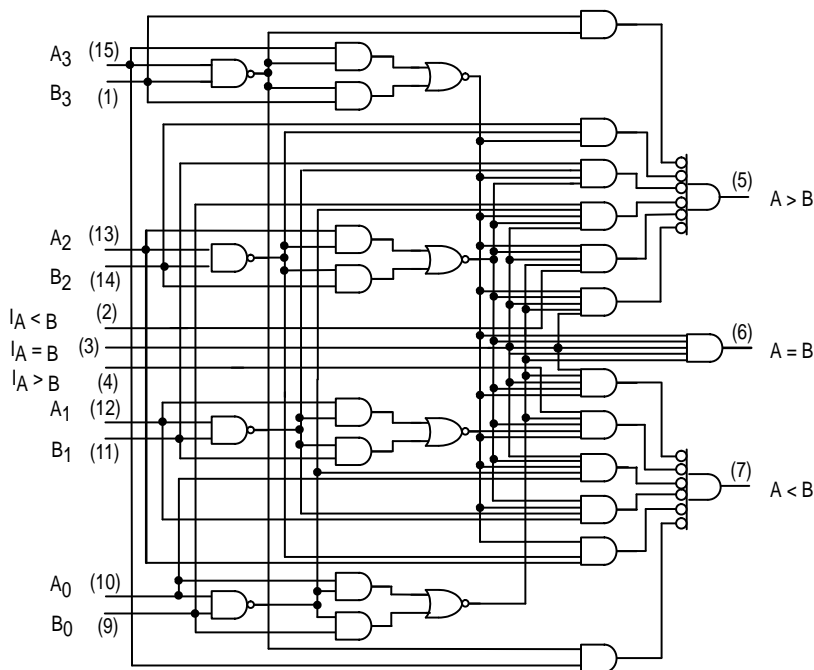 A3 (15)
B3 (1)
(5)
A > B
A2 (13)
B2 (14)
IA < B (2)
(6)
IA = B (3)
A = B
IA > B (4)
A1 (12)
B1 (11)
(7)
A < B
A0 (10)
B0 (9)